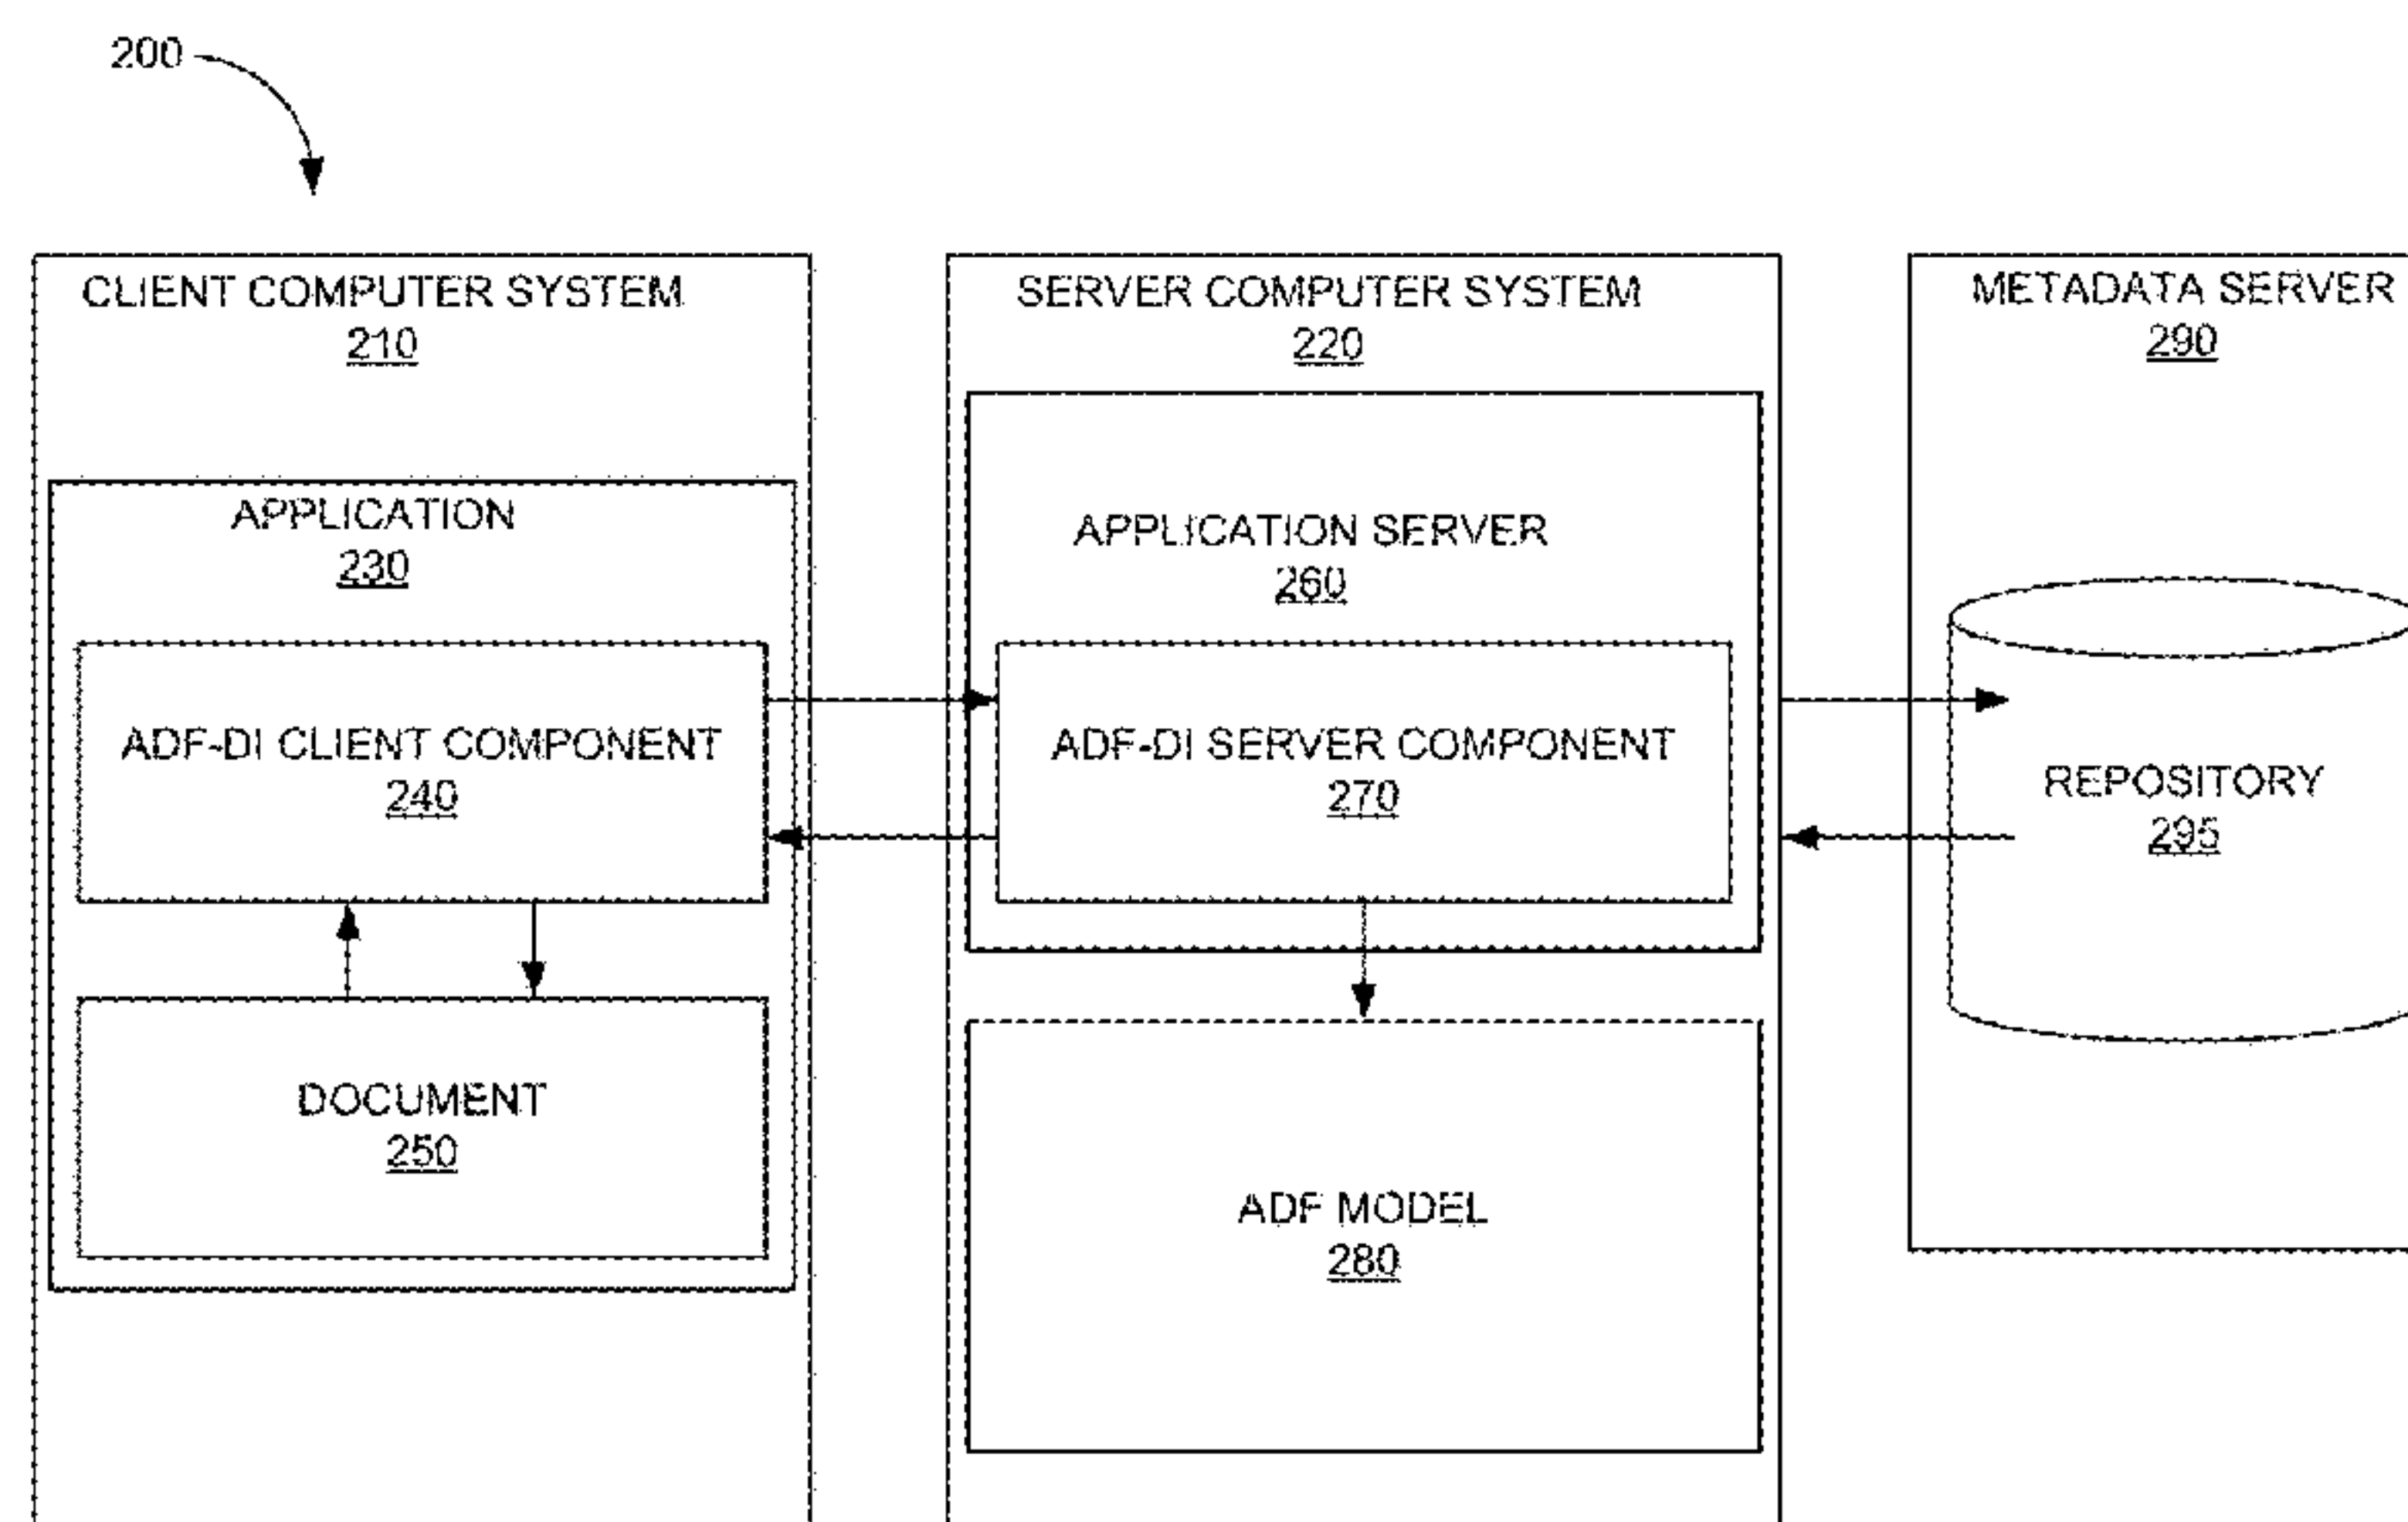 200
CLIENT COMPUTER SYSTEM
210
APPLICATION
230
ADF-DI CLIENT COMPONENT
240
DOCUMENT
250
SERVER COMPUTER SYSTEM
220
APPLICATION SERVER
260
ADF-DI SERVER COMPONENT
270
ADF MODEL
280
METADATA SERVER
290
REPOSITORY
295